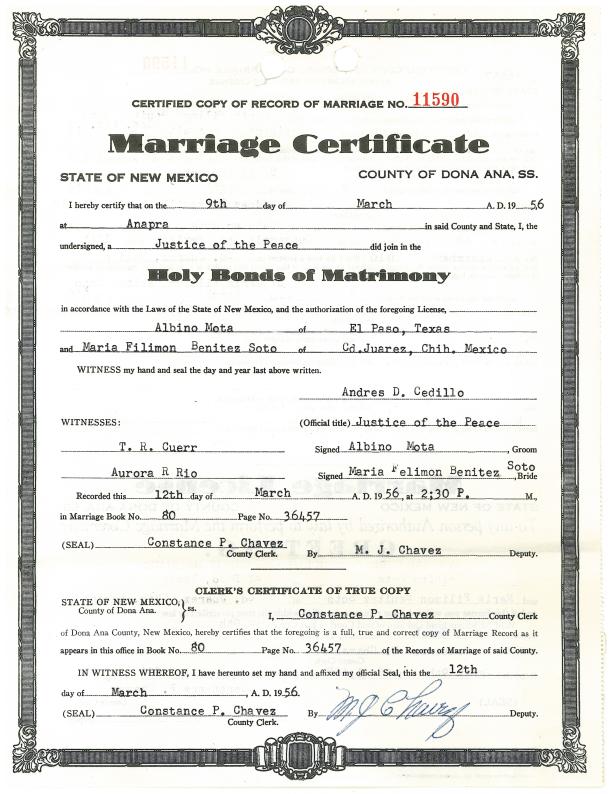 CERTIFIED COPY OF RECORD OF MARRIAGE NO. 11590
Marriage Certificate
STATE OF NEW MEXICO COUNTY OF DONA ANA, SS.
I hereby certify that on the 9th day of March A. D. 19 56
at Anapra in said County and State, I, the
undersigned, a Justice of the Peace did join in the
Holy Bonds of Matrimony
in accordance with the Laws of the State of New Mexico, and the authorization of the foregoing License,
Albino Mota of El Paso, Texas
and Maria Filimon Benitez Soto of Cd. Juarez, Chih. Mexico
WITNESS my hand and seal the day and year last above written.
Andres D. Cedillo
WITNESSES: (Official title) Justice of the Peace
T. R. Cuerr Signed Albino Mota, Groom
Aurora R Rio Signed Maria Felimon Benitez Soto, Bride
Recorded this 12th day of March A. D. 19 56, at 2:30 P. M.,
in Marriage Book No. 80 Page No. 36457
(SEAL) Constance P. Chavez By M. J. Chavez Deputy.
County Clerk.
CLERK'S CERTIFICATE OF TRUE COPY
STATE OF NEW MEXICO, } ss.
County of Dona Ana. I, Constance P. Chavez County Clerk
of Dona Ana County, New Mexico, hereby certifies that the foregoing is a full, true and correct copy of Marriage Record as it
appears in this office in Book No. 80 Page No. 36457 of the Records of Marriage of said County.
IN WITNESS WHEREOF, I have hereunto set my hand and affixed my official Seal, this the 12th
day of March, A. D. 19 56.
(SEAL) Constance P. Chavez By M J Chavez Deputy.
County Clerk.